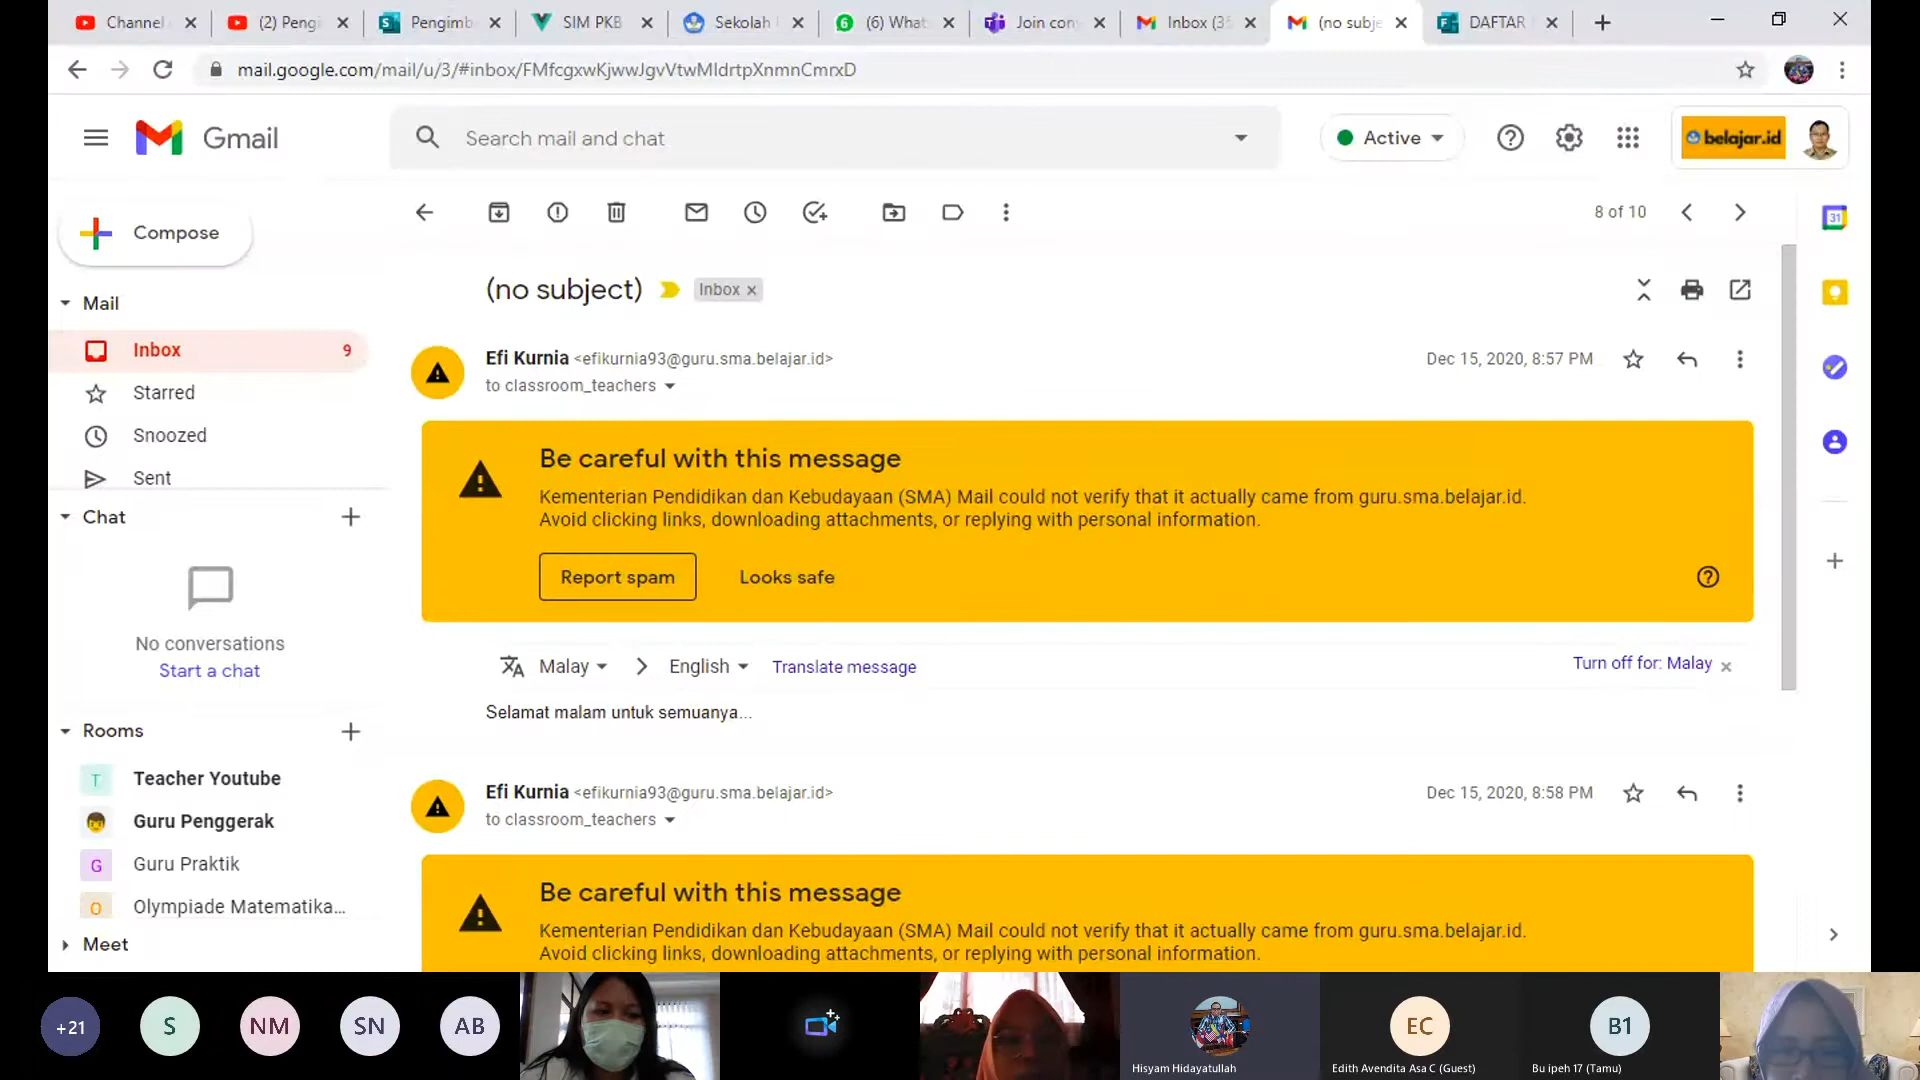 Channel
(2) Pengi
Pengimb
SIM PKB
Sekolah
(6) What
Join con
Inbox (35
(no subje
DAFTAR
mail.google.com/mail/u/3/#inbox/FMfcgxwKjwwJgvVtwMldrtpXnmnCmrxD
Gmail
Search mail and chat
Active
belajar.id
Compose
8 of 10
31
Mail
(no subject)
Inbox ×
Inbox 9
Efi Kurnia <efikurnia93@guru.sma.belajar.id>
Dec 15, 2020, 8:57 PM
to classroom_teachers
Starred
Snoozed
Sent
Be careful with this message
Kementerian Pendidikan dan Kebudayaan (SMA) Mail could not verify that it actually came from guru.sma.belajar.id.
Avoid clicking links, downloading attachments, or replying with personal information.
Report spam
Looks safe
Chat
No conversations
Start a chat
Malay
English
Translate message
Turn off for: Malay ×
Selamat malam untuk semuanya...
Rooms
T Teacher Youtube
Guru Penggerak
G Guru Praktik
O Olympiade Matematika...
Meet
Efi Kurnia <efikurnia93@guru.sma.belajar.id>
Dec 15, 2020, 8:58 PM
to classroom_teachers
Be careful with this message
Kementerian Pendidikan dan Kebudayaan (SMA) Mail could not verify that it actually came from guru.sma.belajar.id.
Avoid clicking links, downloading attachments, or replying with personal information.
+21
S
NM
SN
AB
Hisyam Hidayatullah
EC
Edith Avendita Asa C (Guest)
B1
Bu ipeh 17 (Tamu)